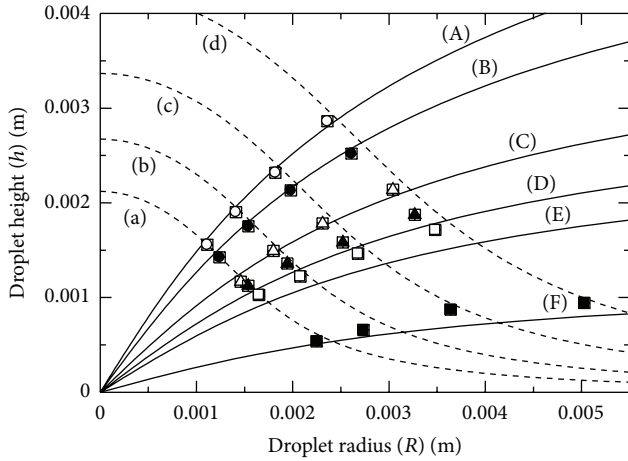 0.004
(d)
(A)
(B)
0.003
(c)
Droplet height (h) (m)
(C)
(b)
0.002
(a)
(D)
(E)
0.001
(F)
0
0 0.001 0.002 0.003 0.004 0.005
Droplet radius (R) (m)